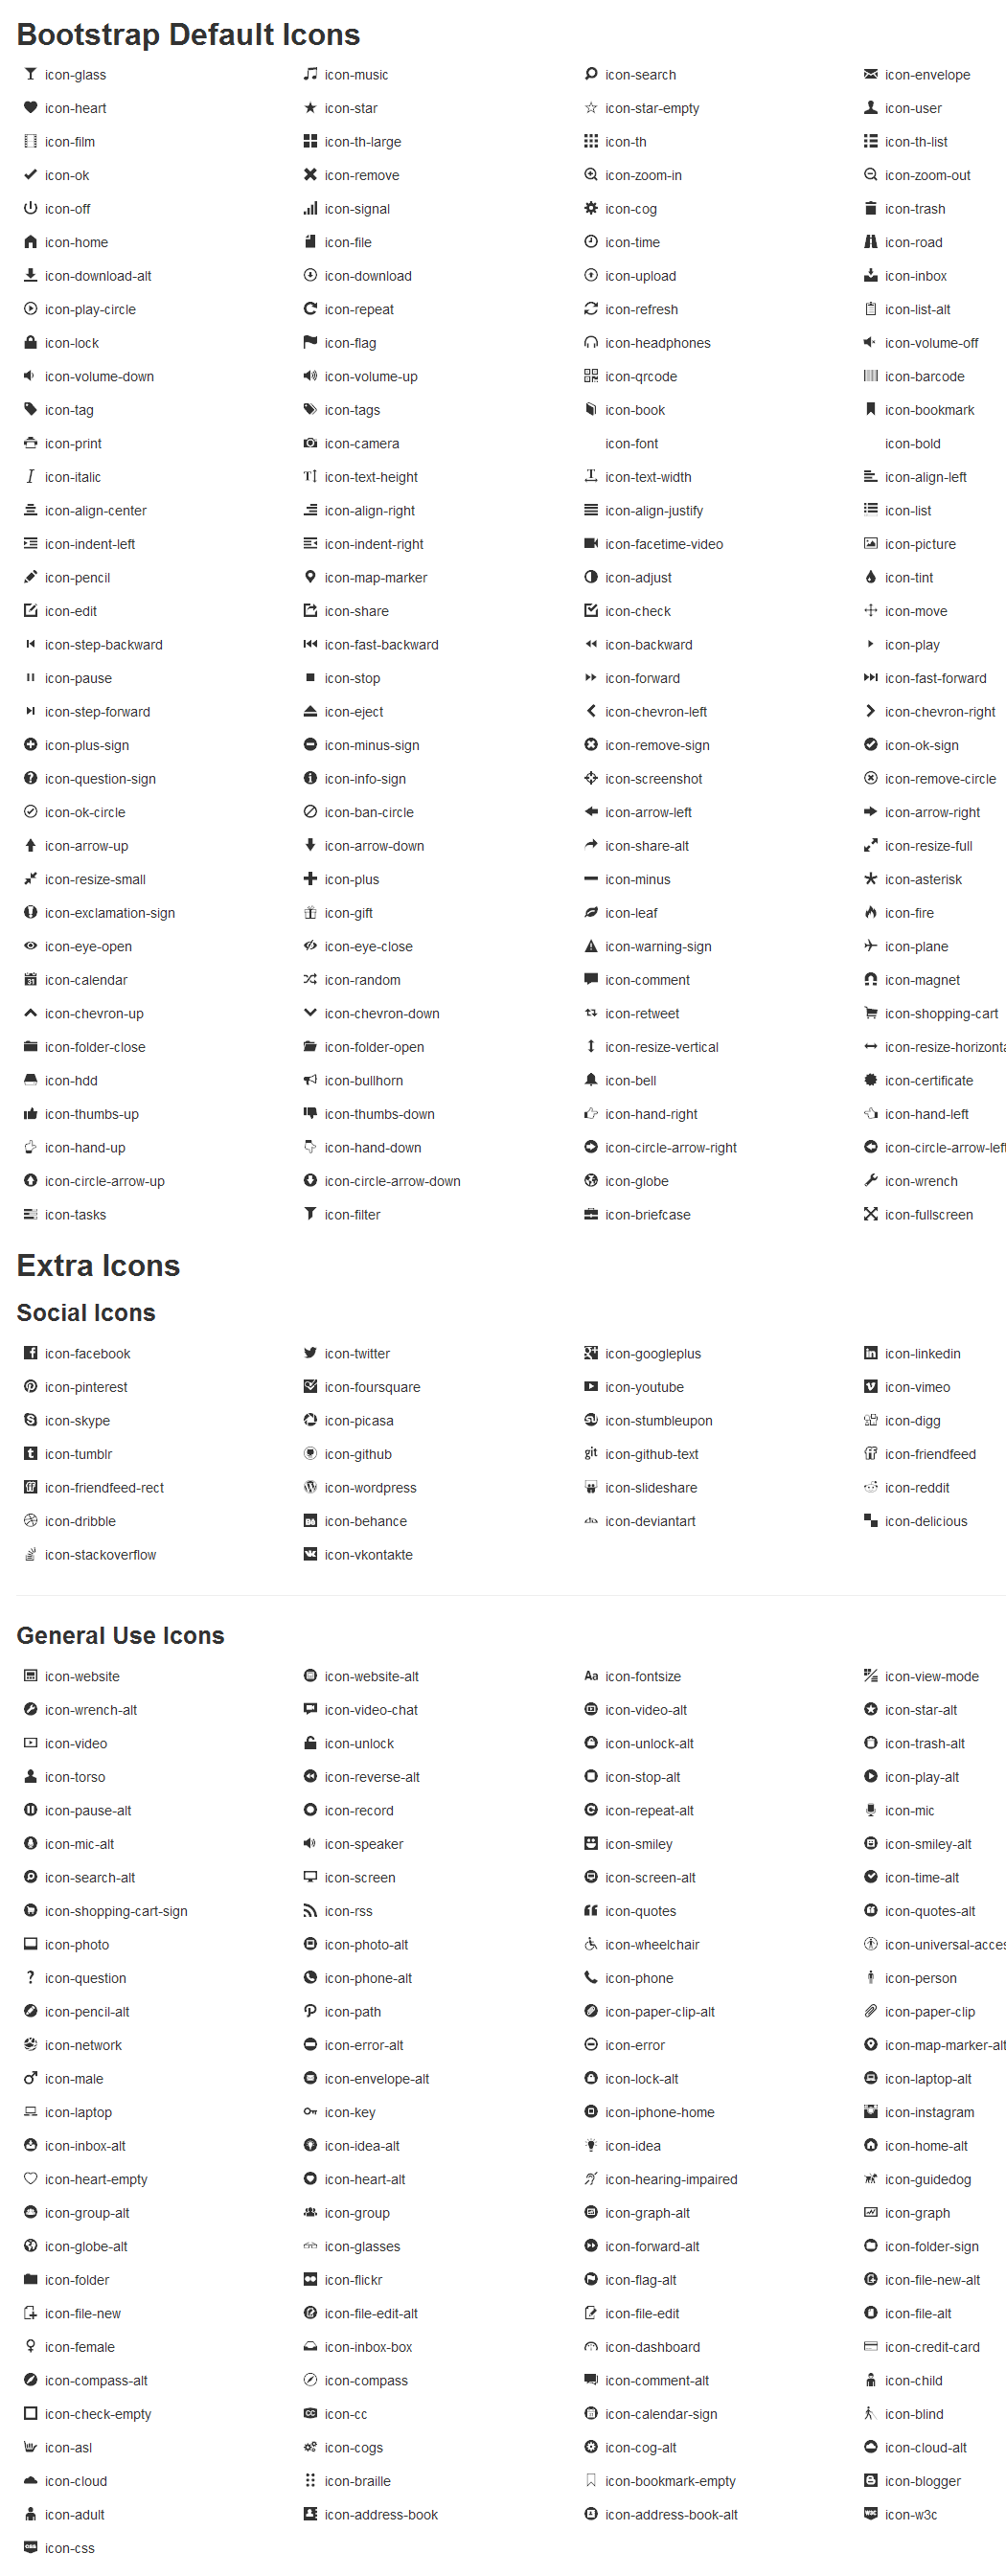 Bootstrap Default Icons
icon-glass icon-music icon-search icon-envelope
icon-heart icon-star icon-star-empty icon-user
icon-film icon-th-large icon-th icon-th-list
icon-ok icon-remove icon-zoom-in icon-zoom-out
icon-off icon-signal icon-cog icon-trash
icon-home icon-file icon-time icon-road
icon-download-alt icon-download icon-upload icon-inbox
icon-play-circle icon-repeat icon-refresh icon-list-alt
icon-lock icon-flag icon-headphones icon-volume-off
icon-volume-down icon-volume-up icon-qrcode icon-barcode
icon-tag icon-tags icon-book icon-bookmark
icon-print icon-camera icon-font icon-bold
icon-italic icon-text-height icon-text-width icon-align-left
icon-align-center icon-align-right icon-align-justify icon-list
icon-indent-left icon-indent-right icon-facetime-video icon-picture
icon-pencil icon-map-marker icon-adjust icon-tint
icon-edit icon-share icon-check icon-move
icon-step-backward icon-fast-backward icon-backward icon-play
icon-pause icon-stop icon-forward icon-fast-forward
icon-step-forward icon-eject icon-chevron-left icon-chevron-right
icon-plus-sign icon-minus-sign icon-remove-sign icon-ok-sign
icon-question-sign icon-info-sign icon-screenshot icon-remove-circle
icon-ok-circle icon-ban-circle icon-arrow-left icon-arrow-right
icon-arrow-up icon-arrow-down icon-share-alt icon-resize-full
icon-resize-small icon-plus icon-minus icon-asterisk
icon-exclamation-sign icon-gift icon-leaf icon-fire
icon-eye-open icon-eye-close icon-warning-sign icon-plane
icon-calendar icon-random icon-comment icon-magnet
icon-chevron-up icon-chevron-down icon-retweet icon-shopping-cart
icon-folder-close icon-folder-open icon-resize-vertical icon-resize-horizonta
icon-hdd icon-bullhorn icon-bell icon-certificate
icon-thumbs-up icon-thumbs-down icon-hand-right icon-hand-left
icon-hand-up icon-hand-down icon-circle-arrow-right icon-circle-arrow-left
icon-circle-arrow-up icon-circle-arrow-down icon-globe icon-wrench
icon-tasks icon-filter icon-briefcase icon-fullscreen
Extra Icons
Social Icons
icon-facebook icon-twitter icon-googleplus icon-linkedin
icon-pinterest icon-foursquare icon-youtube icon-vimeo
icon-skype icon-picasa icon-stumbleupon icon-digg
icon-tumblr icon-github git icon-github-text icon-friendfeed
icon-friendfeed-rect icon-wordpress icon-slideshare icon-reddit
icon-dribble icon-behance icon-deviantart icon-delicious
icon-stackoverflow icon-vkontakte
General Use Icons
icon-website icon-website-alt Aa icon-fontsize icon-view-mode
icon-wrench-alt icon-video-chat icon-video-alt icon-star-alt
icon-video icon-unlock icon-unlock-alt icon-trash-alt
icon-torso icon-reverse-alt icon-stop-alt icon-play-alt
icon-pause-alt icon-record icon-repeat-alt icon-mic
icon-mic-alt icon-speaker icon-smiley icon-smiley-alt
icon-search-alt icon-screen icon-screen-alt icon-time-alt
icon-shopping-cart-sign icon-rss icon-quotes icon-quotes-alt
icon-photo icon-photo-alt icon-wheelchair icon-universal-acces
icon-question icon-phone-alt icon-phone icon-person
icon-pencil-alt icon-path icon-paper-clip-alt icon-paper-clip
icon-network icon-error-alt icon-error icon-map-marker-alt
icon-male icon-envelope-alt icon-lock-alt icon-laptop-alt
icon-laptop icon-key icon-iphone-home icon-instagram
icon-inbox-alt icon-idea-alt icon-idea icon-home-alt
icon-heart-empty icon-heart-alt icon-hearing-impaired icon-guidedog
icon-group-alt icon-group icon-graph-alt icon-graph
icon-globe-alt icon-glasses icon-forward-alt icon-folder-sign
icon-folder icon-flickr icon-flag-alt icon-file-new-alt
icon-file-new icon-file-edit-alt icon-file-edit icon-file-alt
icon-female icon-inbox-box icon-dashboard icon-credit-card
icon-compass-alt icon-compass icon-comment-alt icon-child
icon-check-empty CC icon-cc icon-calendar-sign icon-blind
icon-asl icon-cogs icon-cog-alt icon-cloud-alt
icon-cloud icon-braille icon-bookmark-empty icon-blogger
icon-adult icon-address-book icon-address-book-alt W3C icon-w3c
CSS icon-css